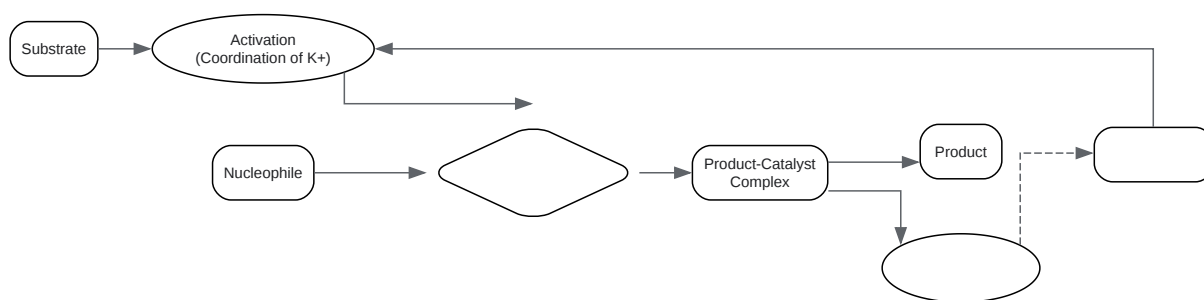 Substrate
Activation
(Coordination of K+)
Nucleophile
Product-Catalyst
Complex
Product